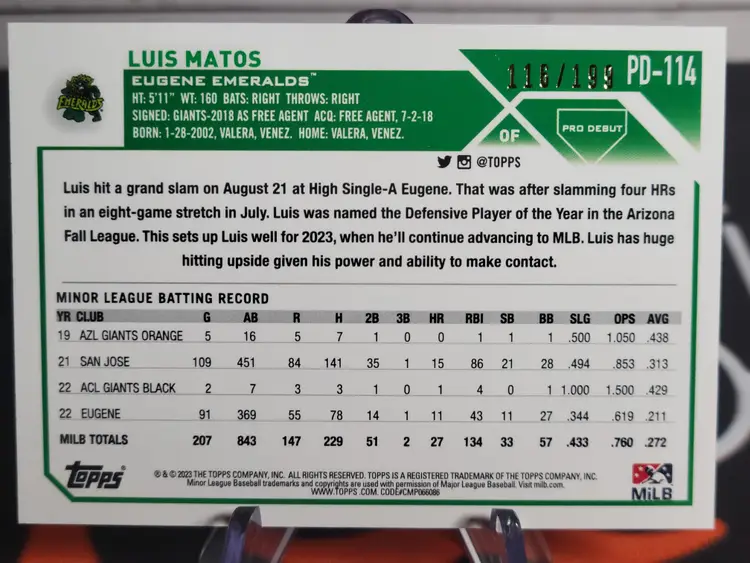 LUIS MATOS
116/199 PD-114
EMERALDS
EUGENE EMERALDS™
HT: 5'11" WT: 160 BATS: RIGHT THROWS: RIGHT
SIGNED: GIANTS-2018 AS FREE AGENT ACQ: FREE AGENT, 7-2-18
BORN: 1-28-2002, VALERA, VENEZ. HOME: VALERA, VENEZ.
OF
PRO DEBUT
@TOPPS
Luis hit a grand slam on August 21 at High Single-A Eugene. That was after slamming four HRs
in an eight-game stretch in July. Luis was named the Defensive Player of the Year in the Arizona
Fall League. This sets up Luis well for 2023, when he'll continue advancing to MLB. Luis has huge
hitting upside given his power and ability to make contact.
MINOR LEAGUE BATTING RECORD
YR CLUB G AB R H 2B 3B HR RBI SB BB SLG OPS AVG
19 AZL GIANTS ORANGE 5 16 5 7 1 0 0 1 1 1 .500 1.050 .438
21 SAN JOSE 109 451 84 141 35 1 15 86 21 28 .494 .853 .313
22 ACL GIANTS BLACK 2 7 3 3 1 0 1 4 0 1 1.000 1.500 .429
22 EUGENE 91 369 55 78 14 1 11 43 11 27 .344 .619 .211
MILB TOTALS 207 843 147 229 51 2 27 134 33 57 .433 .760 .272
Topps
® & © 2023 THE TOPPS COMPANY, INC. ALL RIGHTS RESERVED. TOPPS IS A REGISTERED TRADEMARK OF THE TOPPS COMPANY, INC.
Minor League Baseball trademarks and copyrights are used with permission of Major League Baseball. Visit milb.com.
WWW.TOPPS.COM. CODE#CMP066086
MiLB